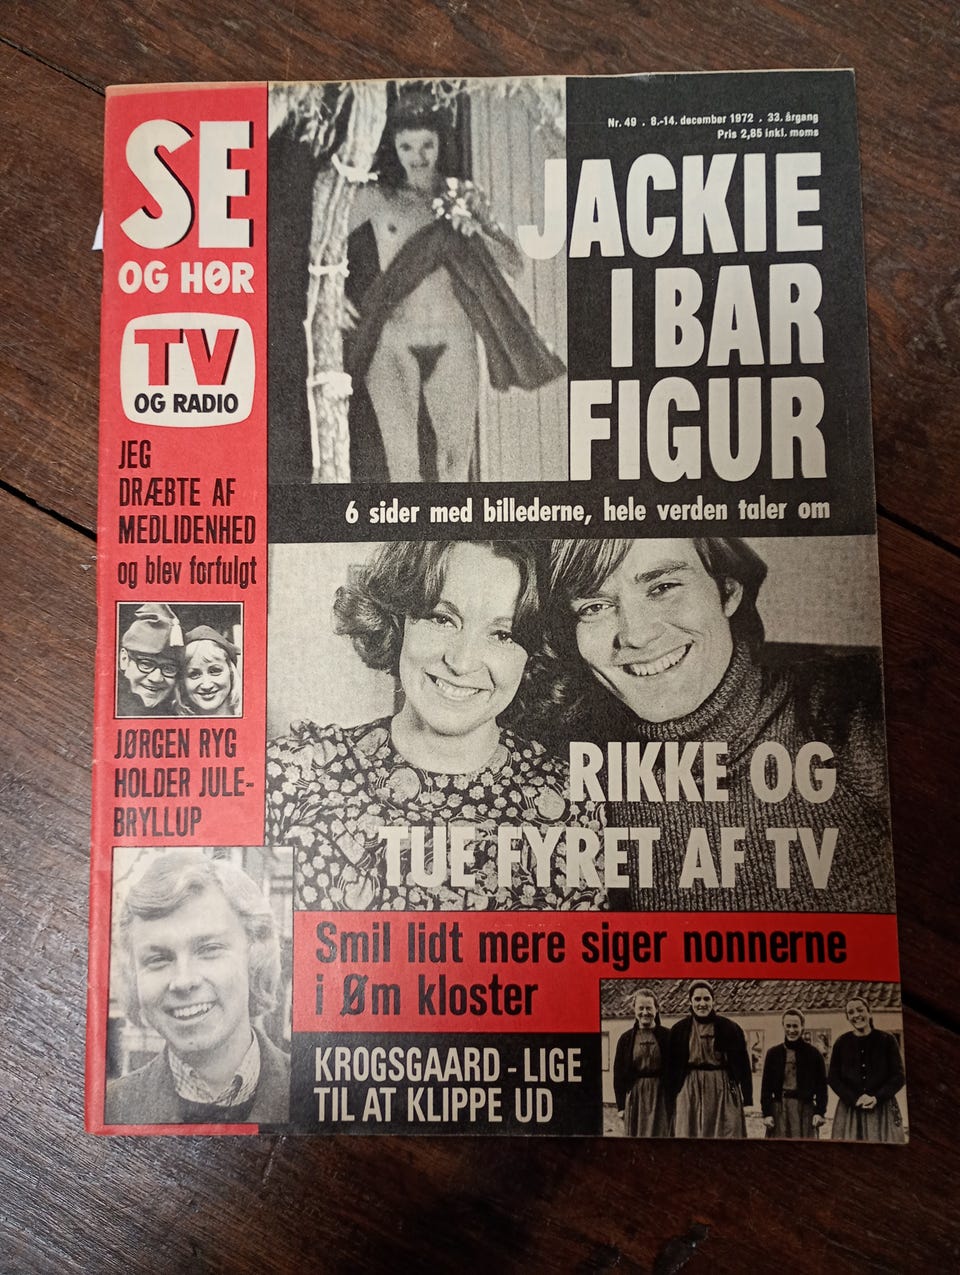 SE
OG HØR
TV
OG RADIO
JEG
DRÆBTE AF
MEDLIDENHED
og blev forfulgt
JØRGEN RYG
HOLDER JULE-
BRYLLUP
Nr. 49 . 8.-14. december 1972 . 33. årgang
Pris 2,85 inkl. moms
JACKIE
I BAR
FIGUR
6 sider med billederne, hele verden taler om
RIKKE OG
TUE FYRET AF TV
Smil lidt mere siger nonnerne
i Øm kloster
KROGSGAARD - LIGE
TIL AT KLIPPE UD